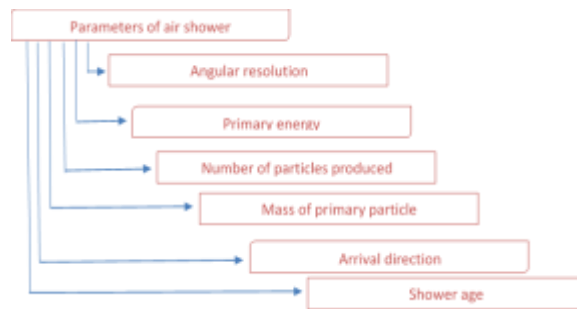 Parameters of air shower
Angular resolution
Primary energy
Number of particles produced
Mass of primary particle
Arrival direction
Shower age